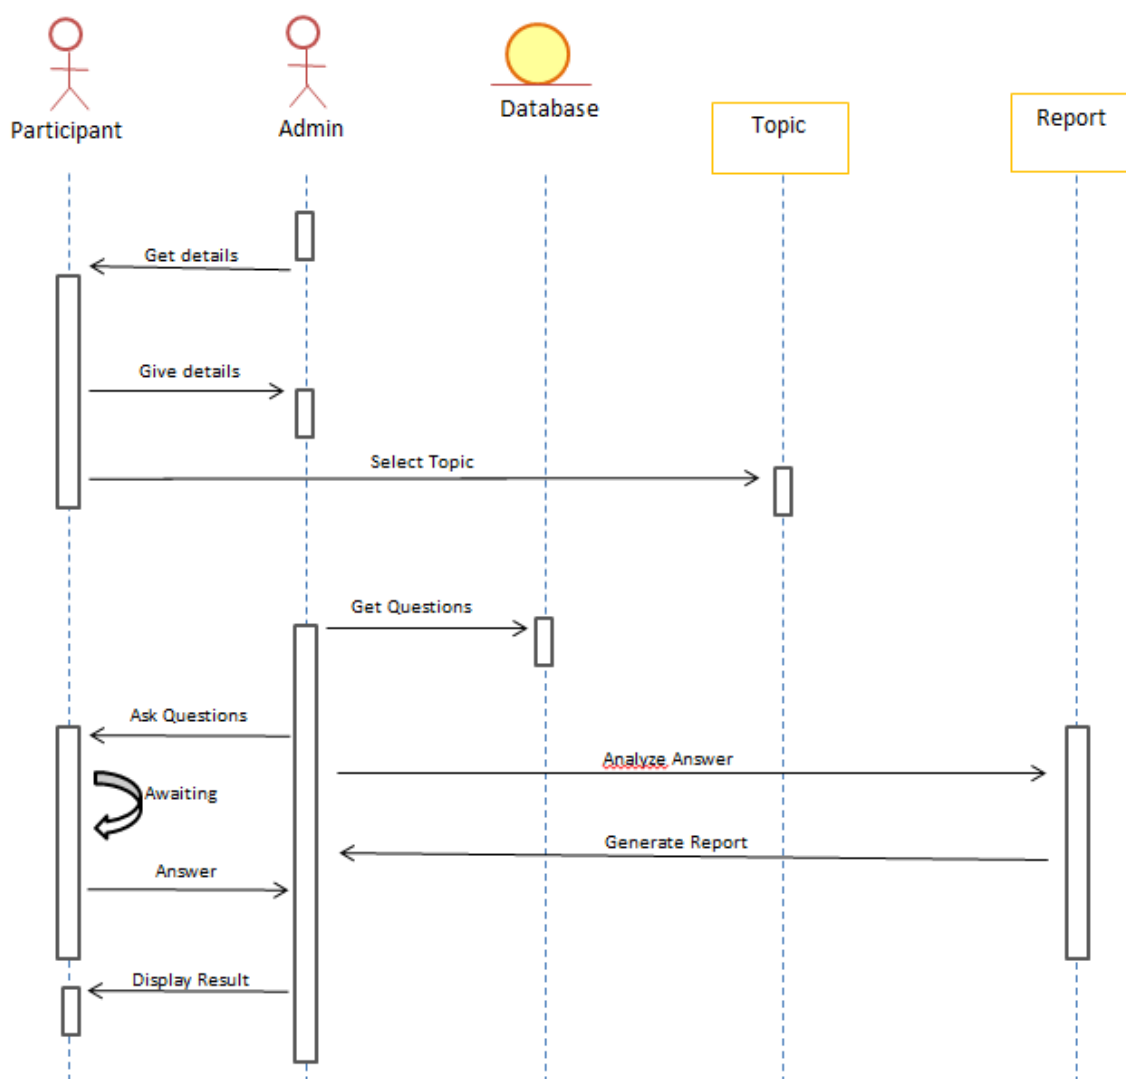 Participant
Admin
Database
Topic
Report
Get details
Give details
Select Topic
Get Questions
Ask Questions
Analyze Answer
Awaiting
Generate Report
Answer
Display Result